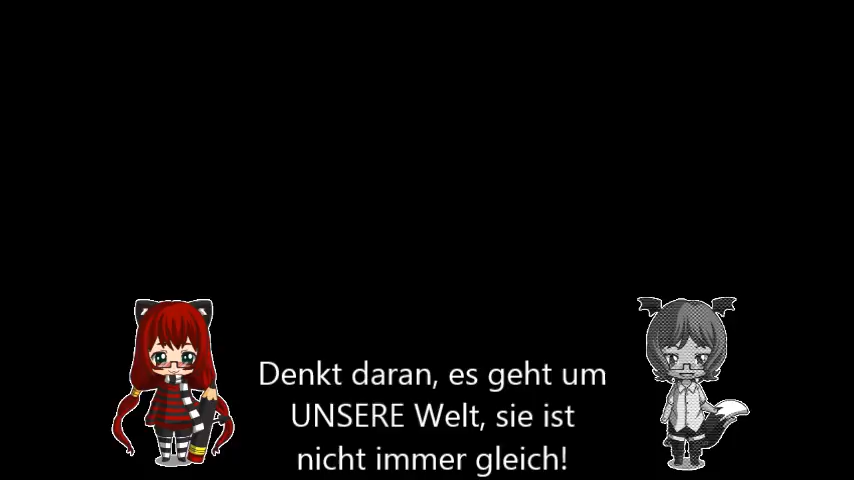 Denkt daran, es geht um
UNSERE Welt, sie ist
nicht immer gleich!